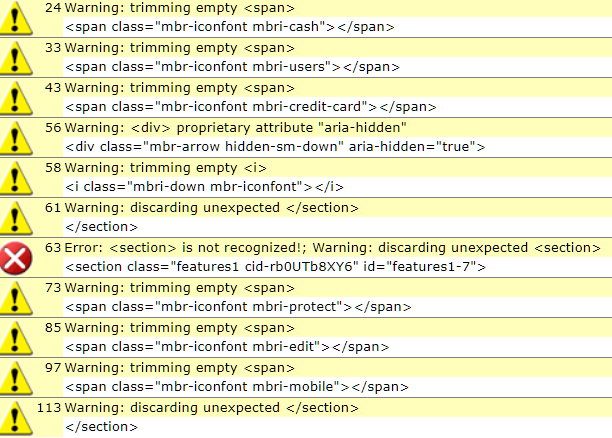 24 Warning: trimming empty <span>
<span class="mbr-iconfont mbri-cash"></span>
33 Warning: trimming empty <span>
<span class="mbr-iconfont mbri-users"></span>
43 Warning: trimming empty <span>
<span class="mbr-iconfont mbri-credit-card"></span>
56 Warning: <div> proprietary attribute "aria-hidden"
<div class="mbr-arrow hidden-sm-down" aria-hidden="true">
58 Warning: trimming empty <i>
<i class="mbri-down mbr-iconfont"></i>
61 Warning: discarding unexpected </section>
</section>
63 Error: <section> is not recognized!; Warning: discarding unexpected <section>
<section class="features1 cid-rb0UTb8XY6" id="features1-7">
73 Warning: trimming empty <span>
<span class="mbr-iconfont mbri-protect"></span>
85 Warning: trimming empty <span>
<span class="mbr-iconfont mbri-edit"></span>
97 Warning: trimming empty <span>
<span class="mbr-iconfont mbri-mobile"></span>
113 Warning: discarding unexpected </section>
</section>